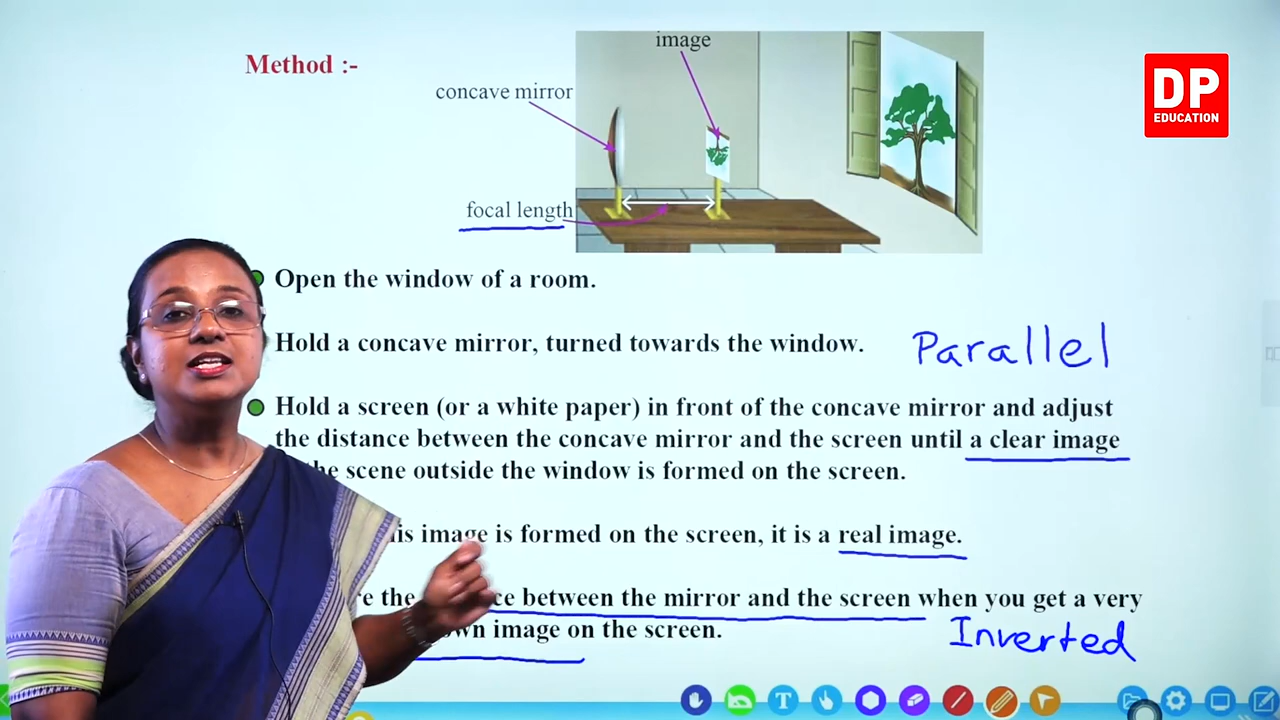 image
Method :-
concave mirror
DP
EDUCATION
focal length
Open the window of a room.
Hold a concave mirror, turned towards the window.
Parallel
Hold a screen (or a white paper) in front of the concave mirror and adjust
the distance between the concave mirror and the screen until a clear image
the scene outside the window is formed on the screen.
image is formed on the screen, it is a real image.
the between the mirror and the screen when you get a very
image on the screen.
Inverted